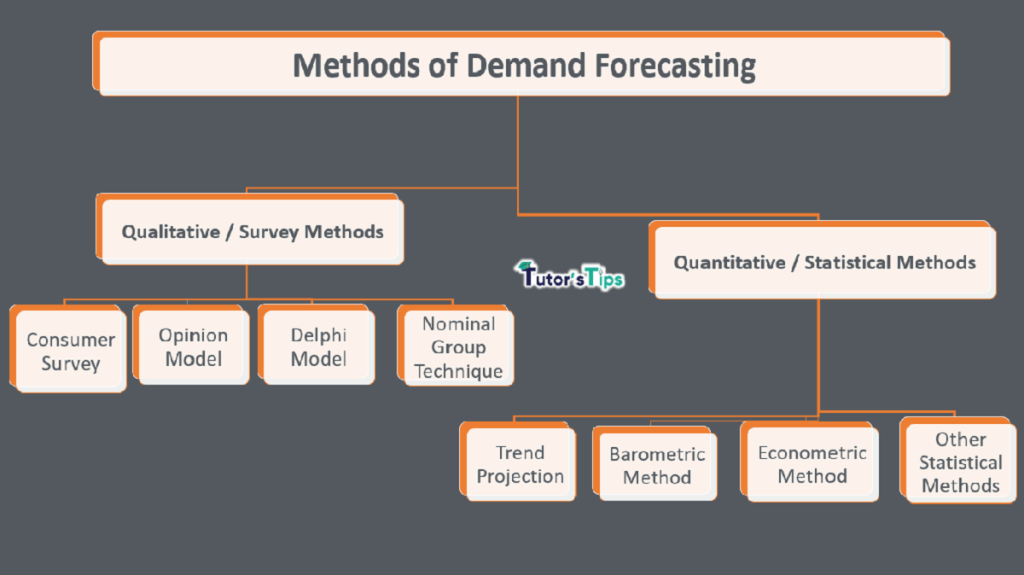 Methods of Demand Forecasting
Qualitative / Survey Methods
Quantitative / Statistical Methods
Tutor'sTips
Consumer
Survey
Opinion
Model
Delphi
Model
Nominal
Group
Technique
Trend
Projection
Barometric
Method
Econometric
Method
Other
Statistical
Methods